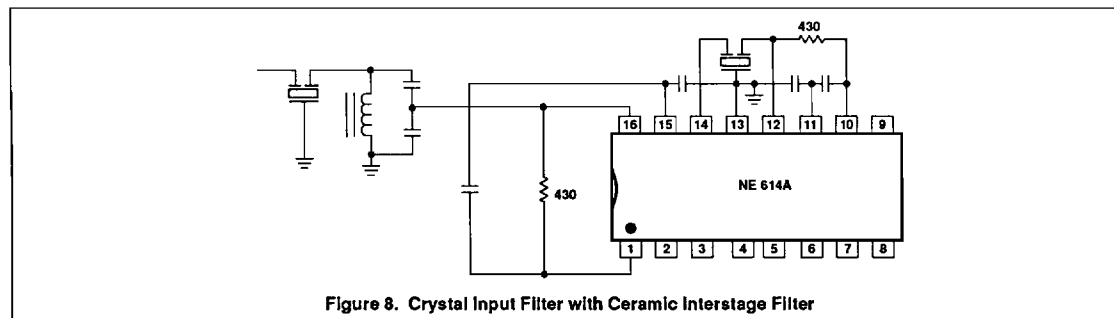 430
16 15 14 13 12 11 10 9
NE 614A
430
1 2 3 4 5 6 7 8
Figure 8. Crystal Input Filter with Ceramic Interstage Filter